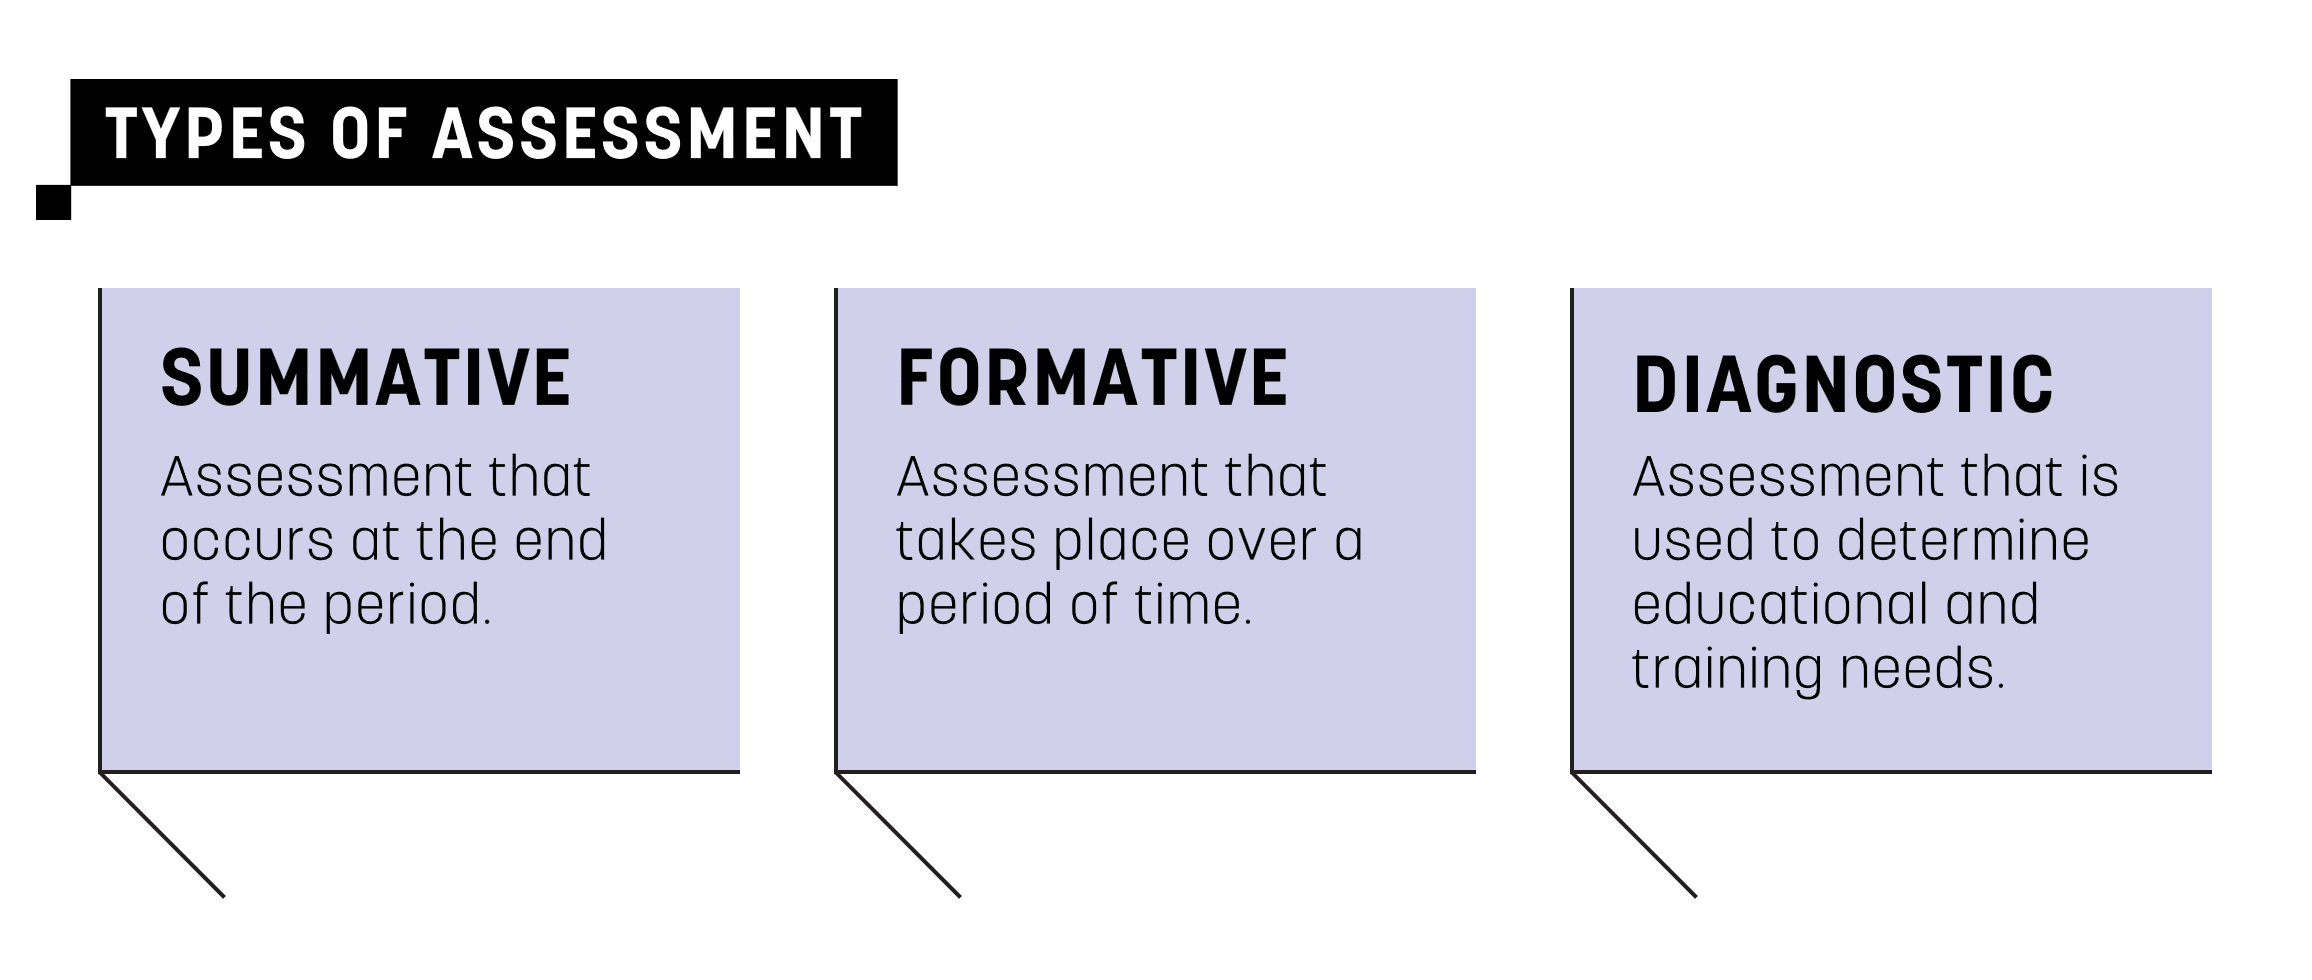 TYPES OF ASSESSMENT
SUMMATIVE
Assessment that
occurs at the end
of the period.
FORMATIVE
Assessment that
takes place over a
period of time.
DIAGNOSTIC
Assessment that is
used to determine
educational and
training needs.